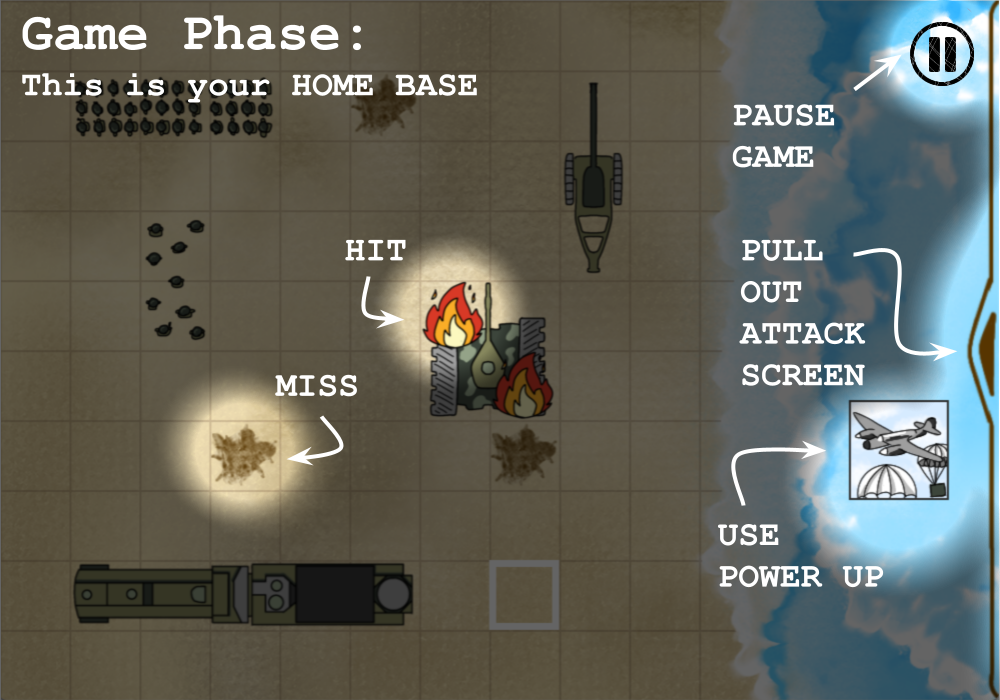 Game Phase:
This is your HOME BASE
PAUSE
GAME
HIT
PULL
OUT
ATTACK
SCREEN
MISS
USE
POWER UP